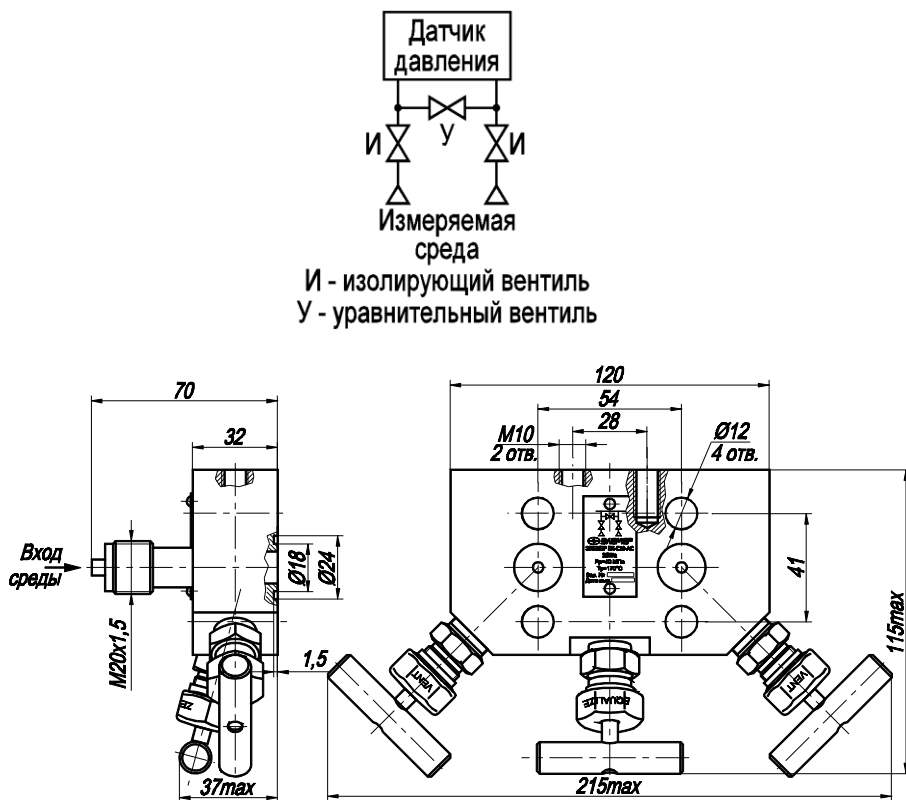 Датчик
давления
И
У
И
Измеряемая
среда
И - изолирующий вентиль
У - уравнительный вентиль
70
32
Вход
среды
M20x1,5
Ø18
Ø24
1,5
37max
120
54
28
M10
2 отв.
Ø12
4 отв.
41
115max
ЭЛЕМЕР
VENT
EQUALIZE
VENT
215max